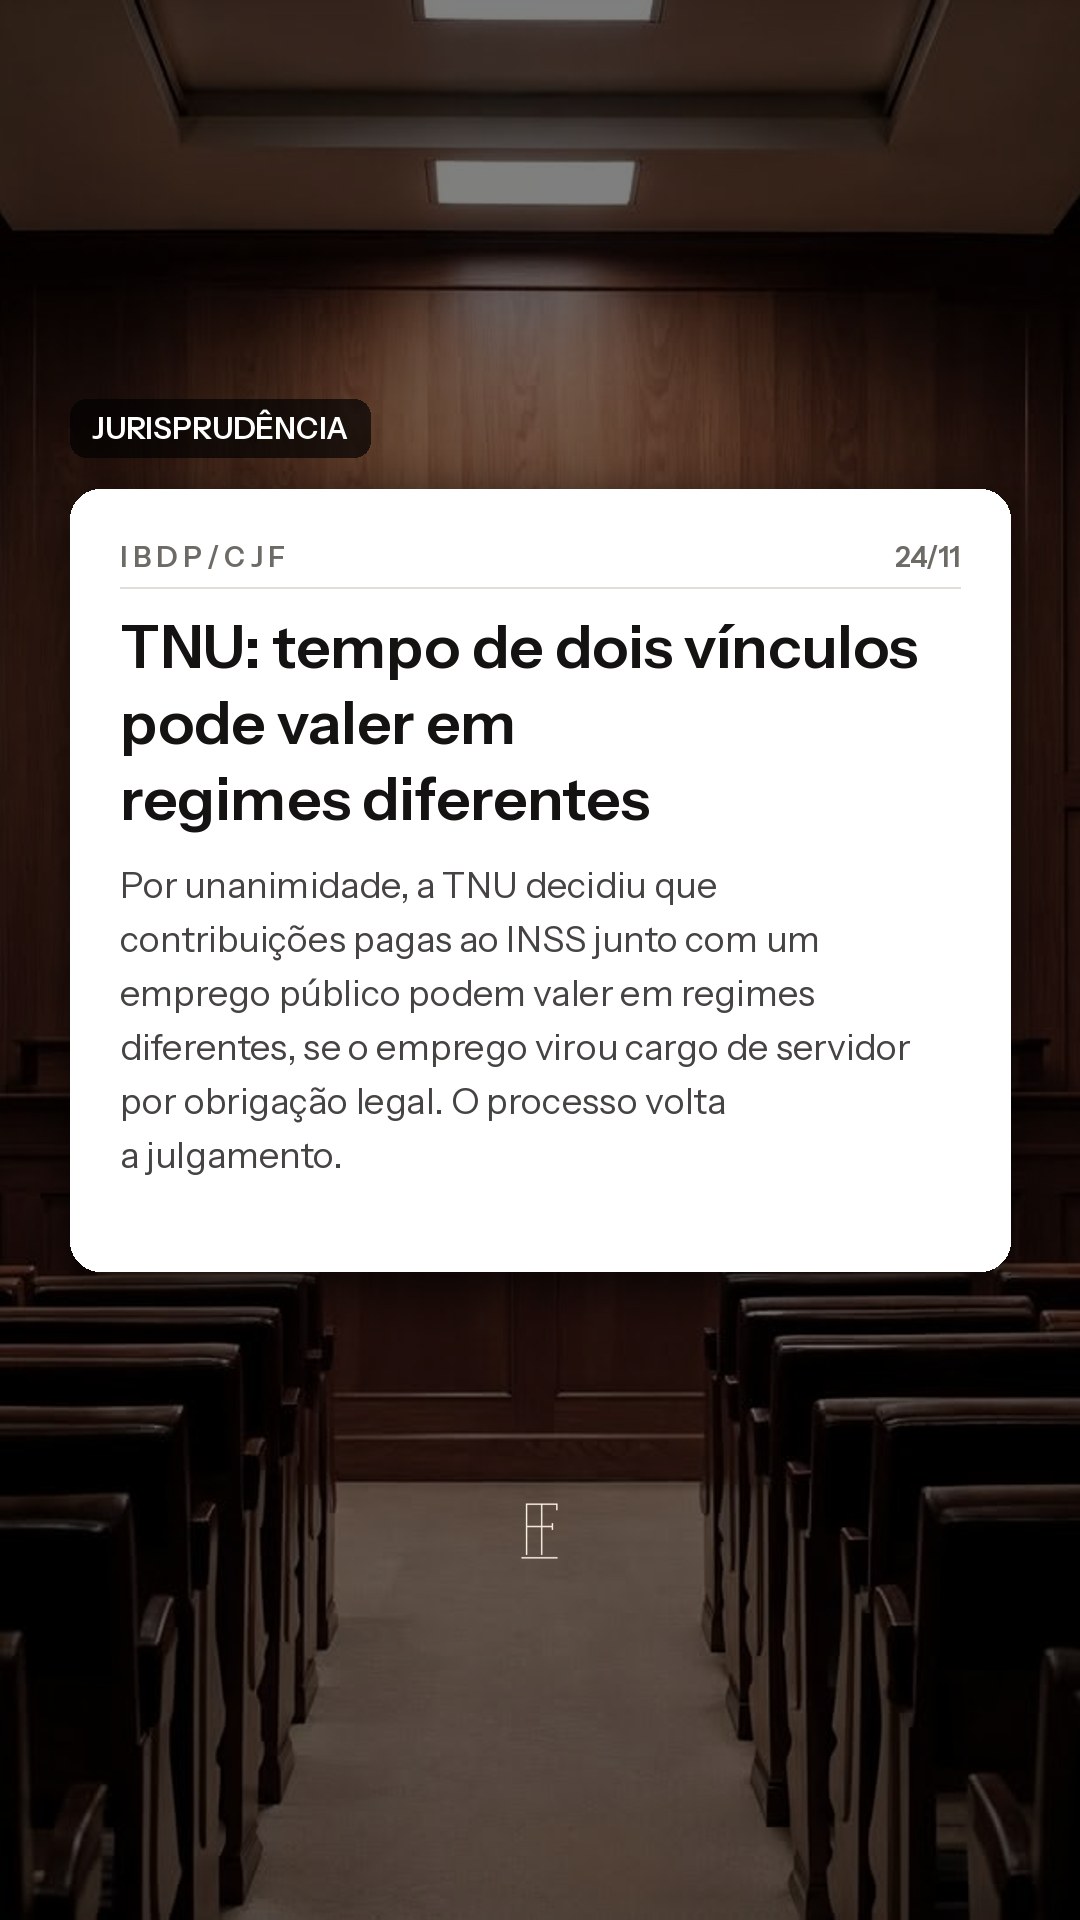 JURISPRUDÊNCIA
IBDP/CJF
24/11
TNU: tempo de dois vínculos
pode valer em
regimes diferentes
Por unanimidade, a TNU decidiu que
contribuições pagas ao INSS junto com um
emprego público podem valer em regimes
diferentes, se o emprego virou cargo de servidor
por obrigação legal. O processo volta
a julgamento.